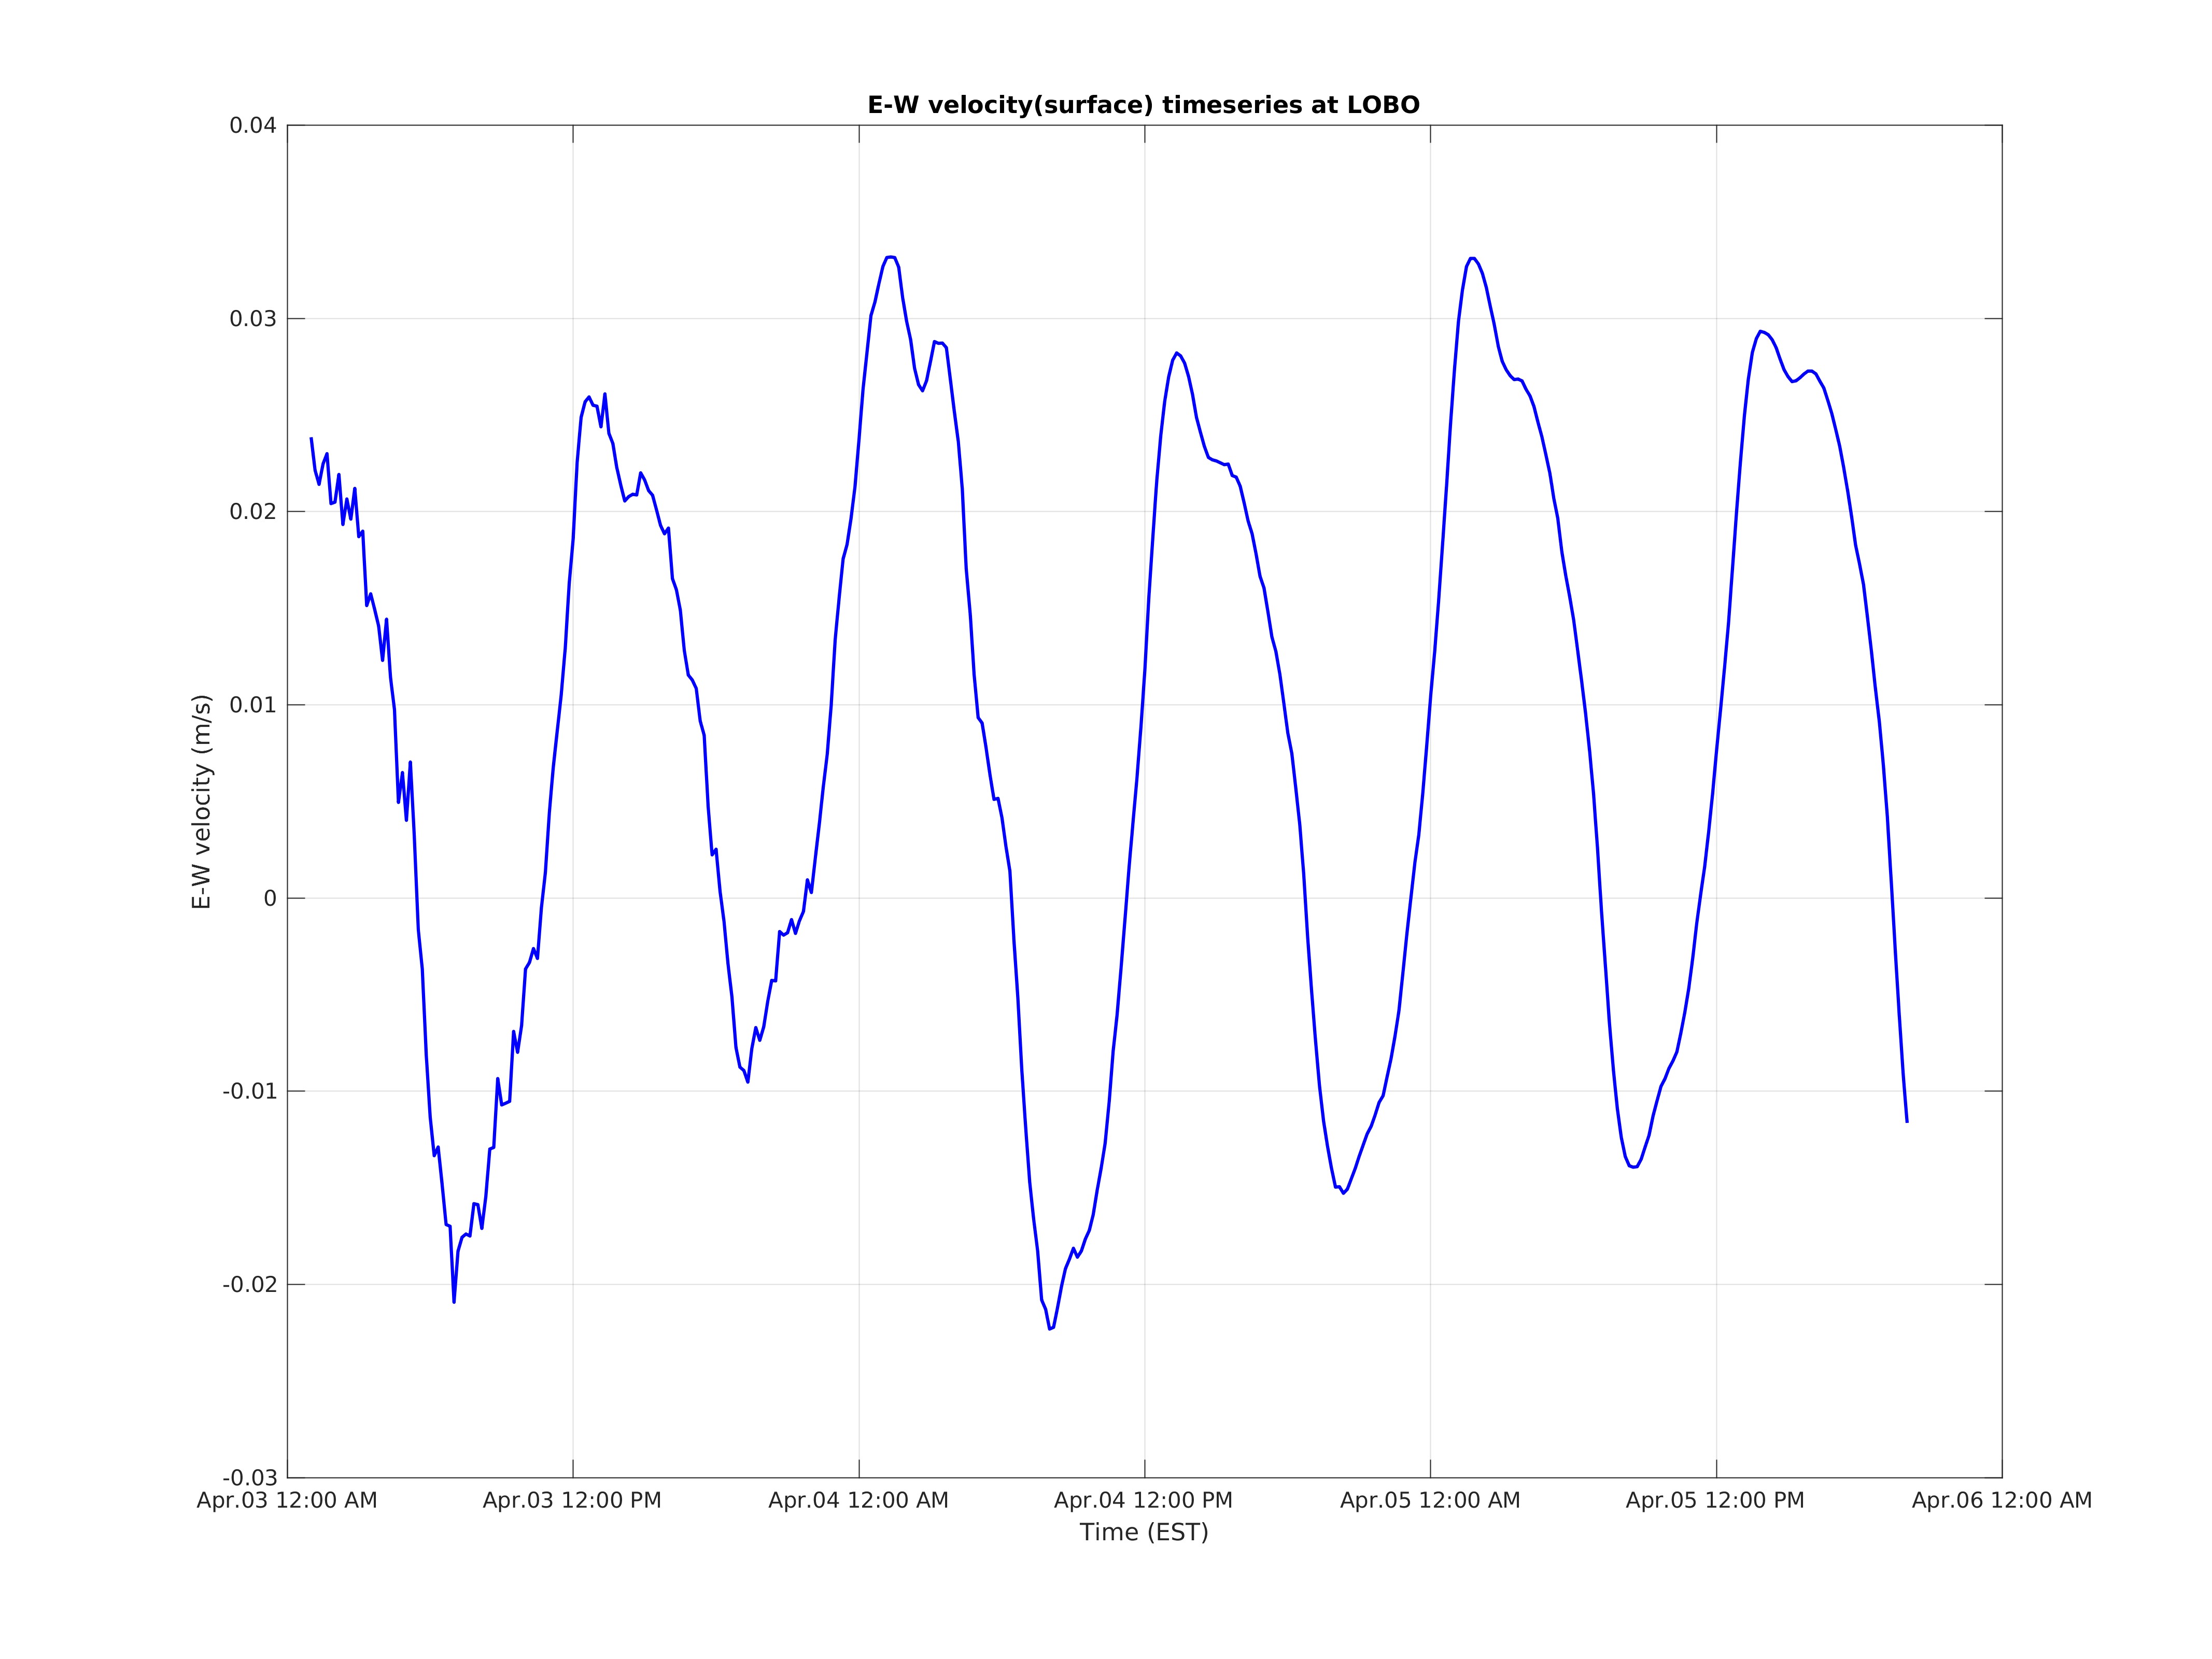 E-W velocity(surface) timeseries at LOBO
0.04
0.03
0.02
0.01
0
-0.01
-0.02
-0.03
E-W velocity (m/s)
Apr.03 12:00 AM Apr.03 12:00 PM Apr.04 12:00 AM Apr.04 12:00 PM Apr.05 12:00 AM Apr.05 12:00 PM Apr.06 12:00 AM
Time (EST)